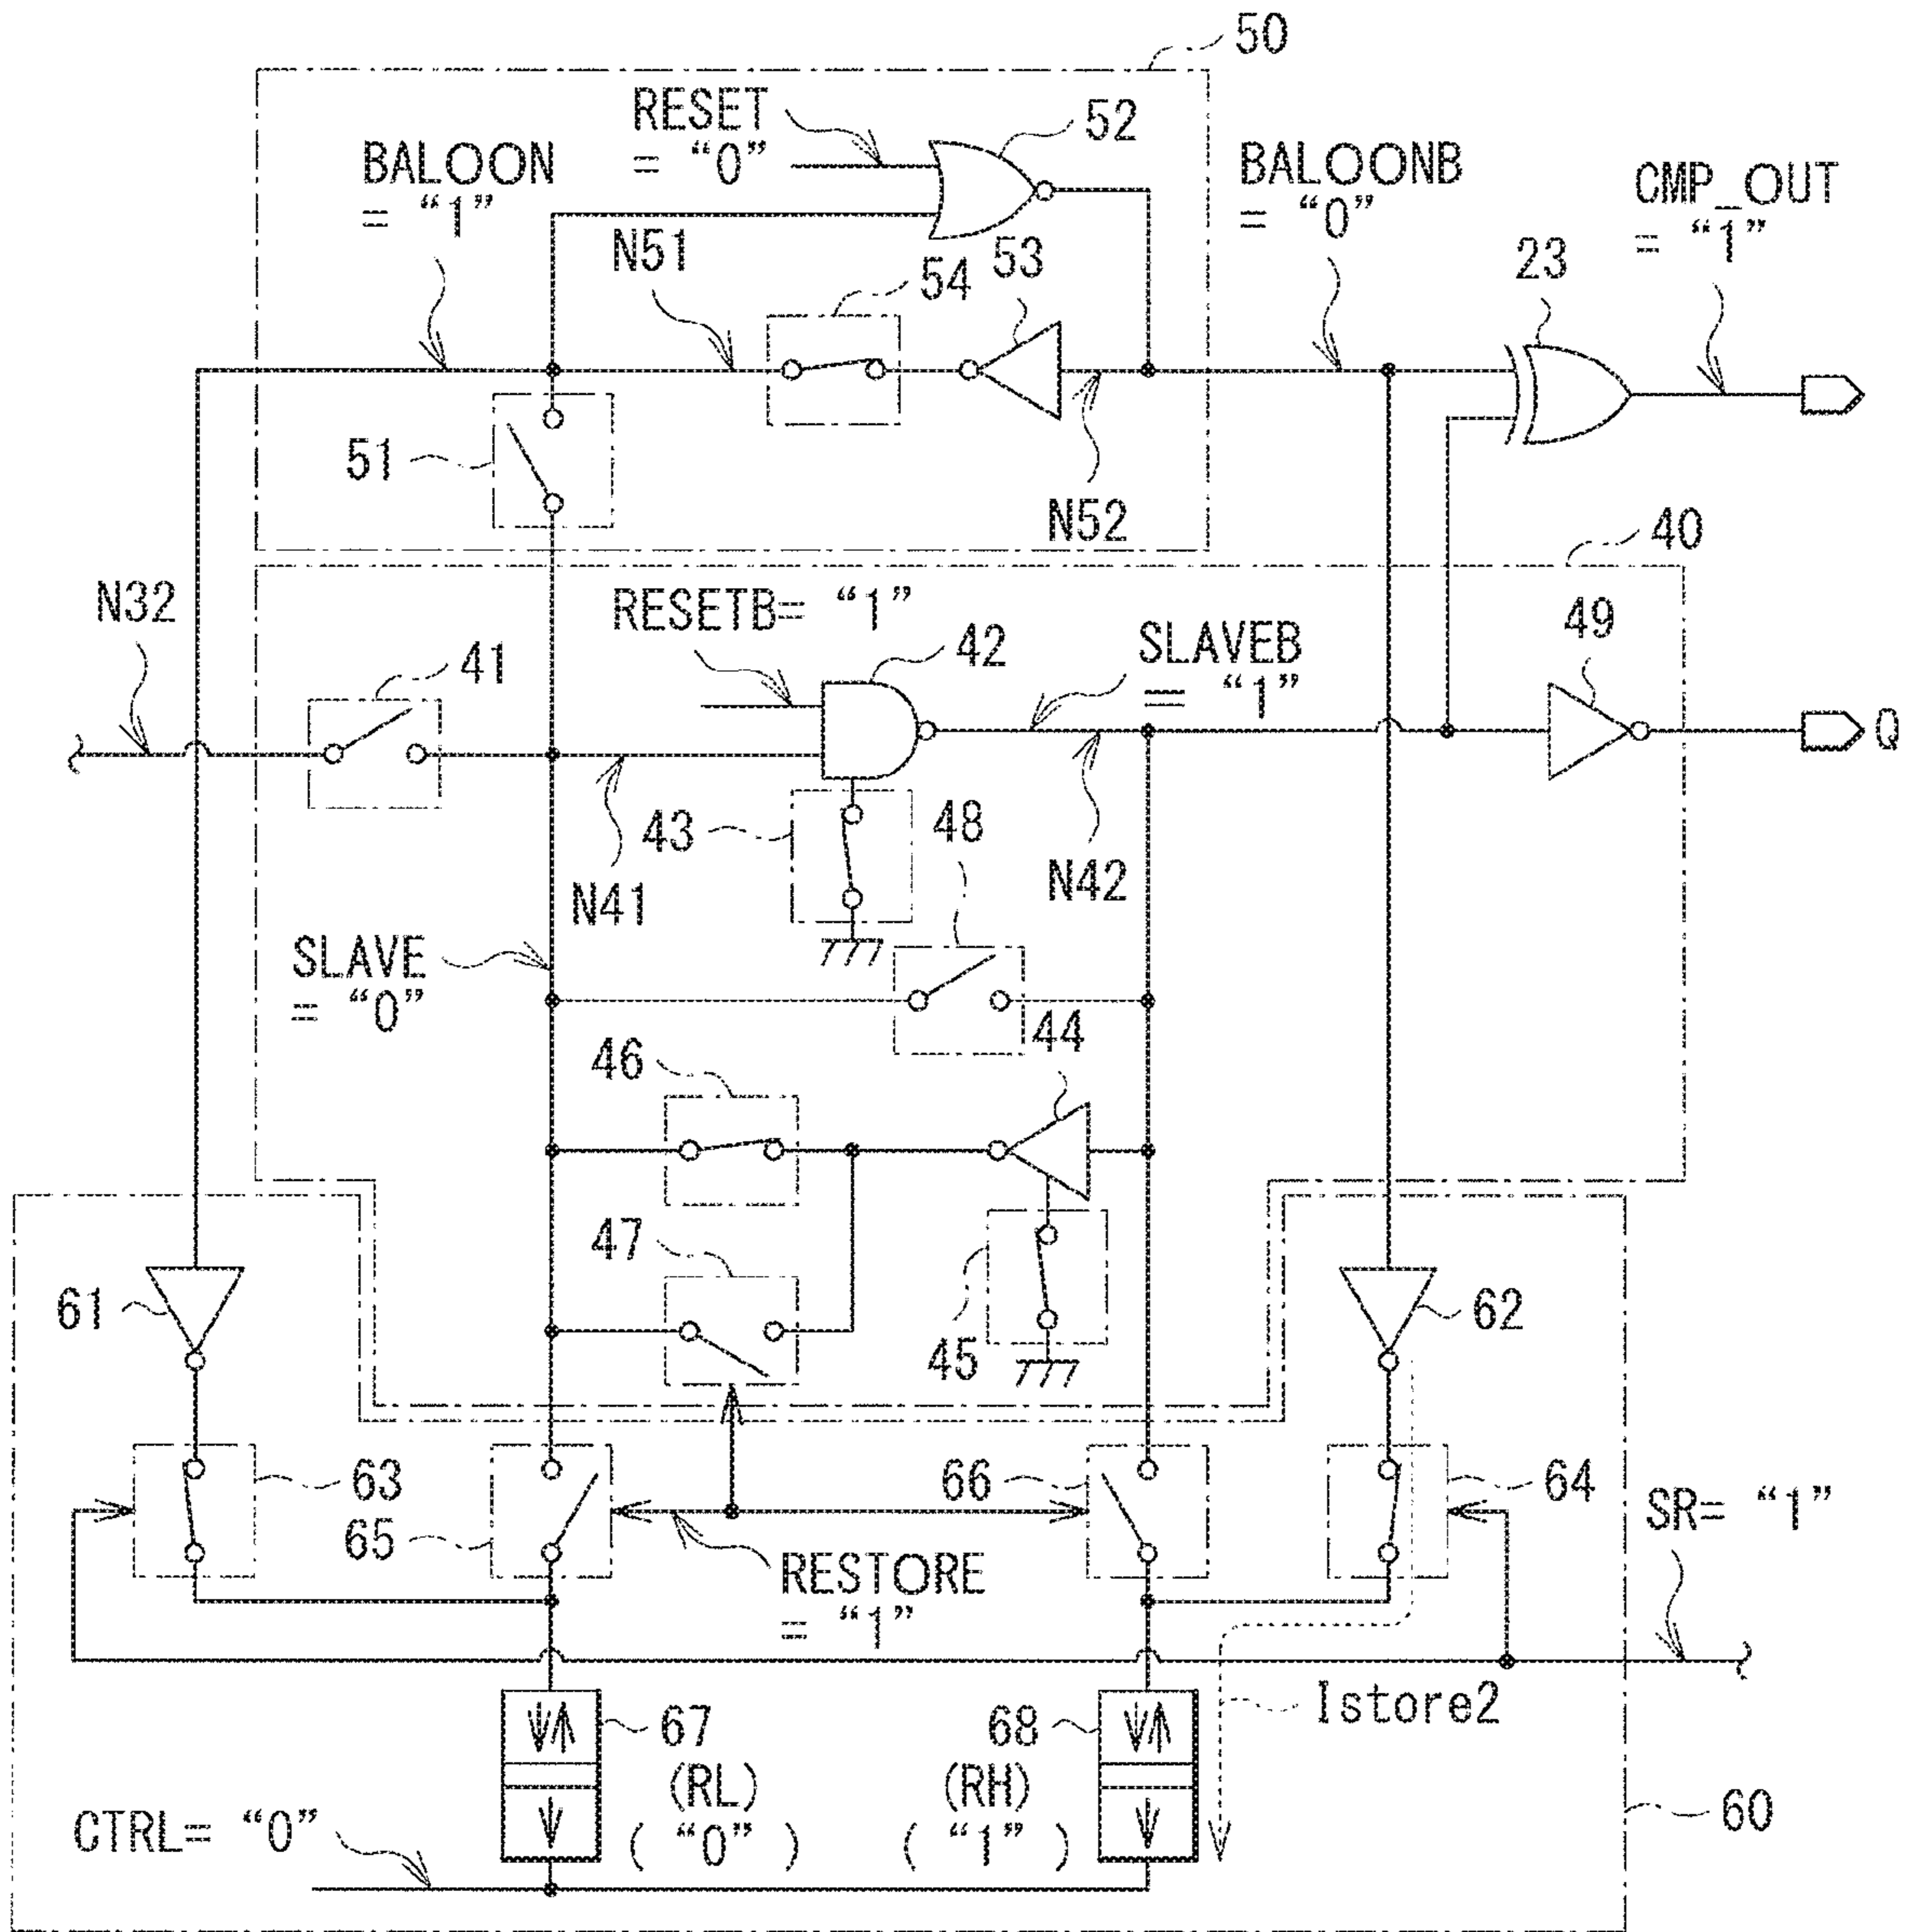 50
RESET
= "0"
52
BALOON
= "1"
BALOONB
= "0"
CMP_OUT
= "1"
N51
54
53
23
51
N52
40
N32
RESETB= "1"
42
SLAVEB
= "1"
49
41
Q
43
48
N41
N42
SLAVE
= "0"
44
46
47
61
45
62
63
65
66
64
SR= "1"
RESTORE
= "1"
Istore2
67
68
(RL)
(RH)
( "0" )
( "1" )
CTRL= "0"
60